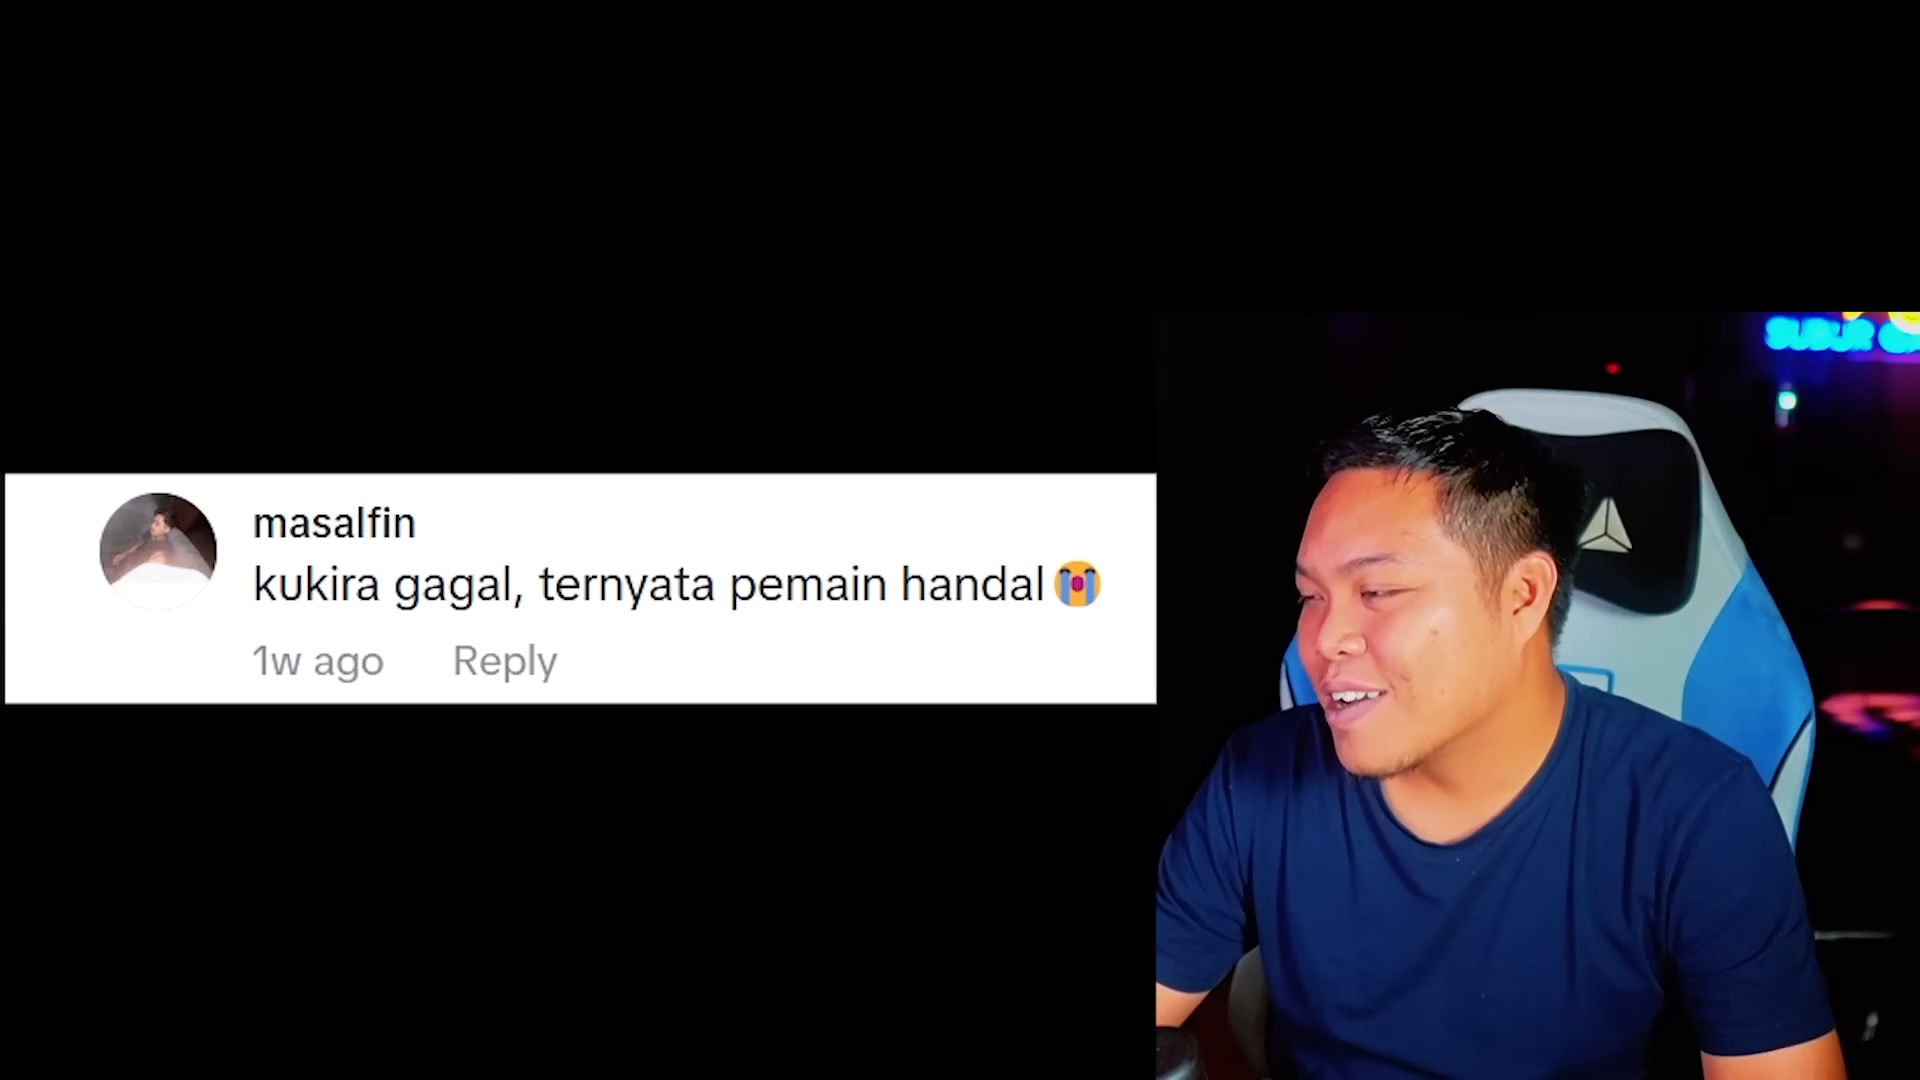 masalfin
kukira gagal, ternyata pemain handal😭
1w ago Reply